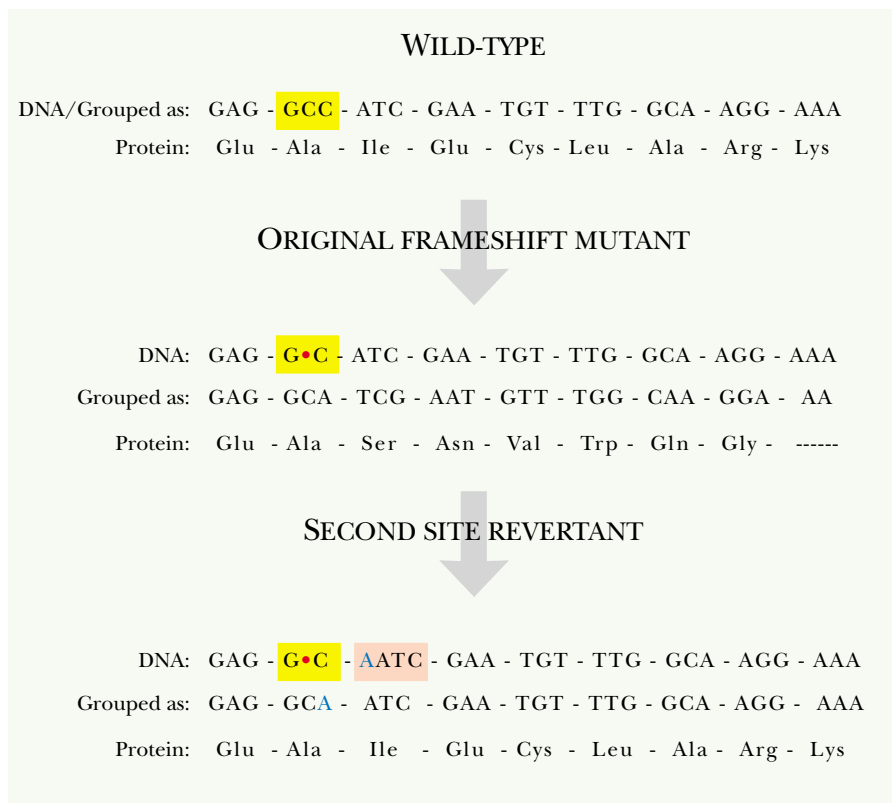 WILD-TYPE
DNA/Grouped as: GAG - GCC - ATC - GAA - TGT - TTG - GCA - AGG - AAA
Protein: Glu - Ala - Ile - Glu - Cys - Leu - Ala - Arg - Lys
ORIGINAL FRAMESHIFT MUTANT
DNA: GAG - G•C - ATC - GAA - TGT - TTG - GCA - AGG - AAA
Grouped as: GAG - GCA - TCG - AAT - GTT - TGG - CAA - GGA - AA
Protein: Glu - Ala - Ser - Asn - Val - Trp - Gln - Gly - ------
SECOND SITE REVERTANT
DNA: GAG - G•C - AATC - GAA - TGT - TTG - GCA - AGG - AAA
Grouped as: GAG - GCA - ATC - GAA - TGT - TTG - GCA - AGG - AAA
Protein: Glu - Ala - Ile - Glu - Cys - Leu - Ala - Arg - Lys